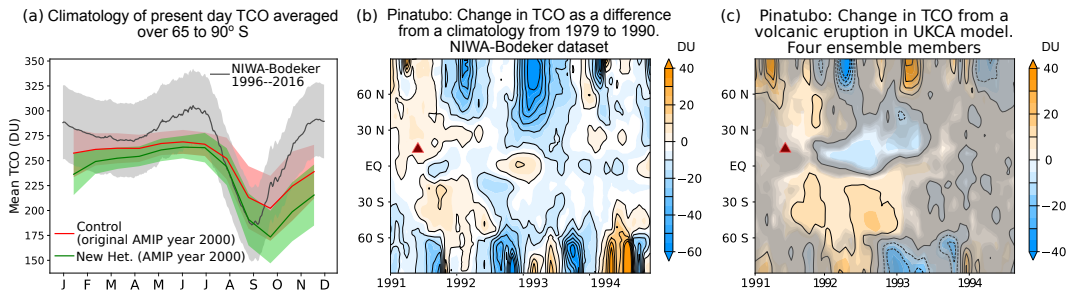 (a) Climatology of present day TCO averaged
over 65 to 90° S
Mean TCO (DU)
350
325
300
275
250
225
200
175
150
NIWA-Bodeker
1996--2016
Control
(original AMIP year 2000)
New Het. (AMIP year 2000)
J F M A M J J A S O N D
(b) Pinatubo: Change in TCO as a difference
from a climatology from 1979 to 1990.
NIWA-Bodeker dataset
DU
60 N
30 N
EQ
30 S
60 S
1991 1992 1993 1994
40
20
0
−20
−40
−60
(c) Pinatubo: Change in TCO from a
volcanic eruption in UKCA model.
Four ensemble members
DU
60 N
30 N
EQ
30 S
60 S
1991 1992 1993 1994
40
20
0
−20
−40
−60